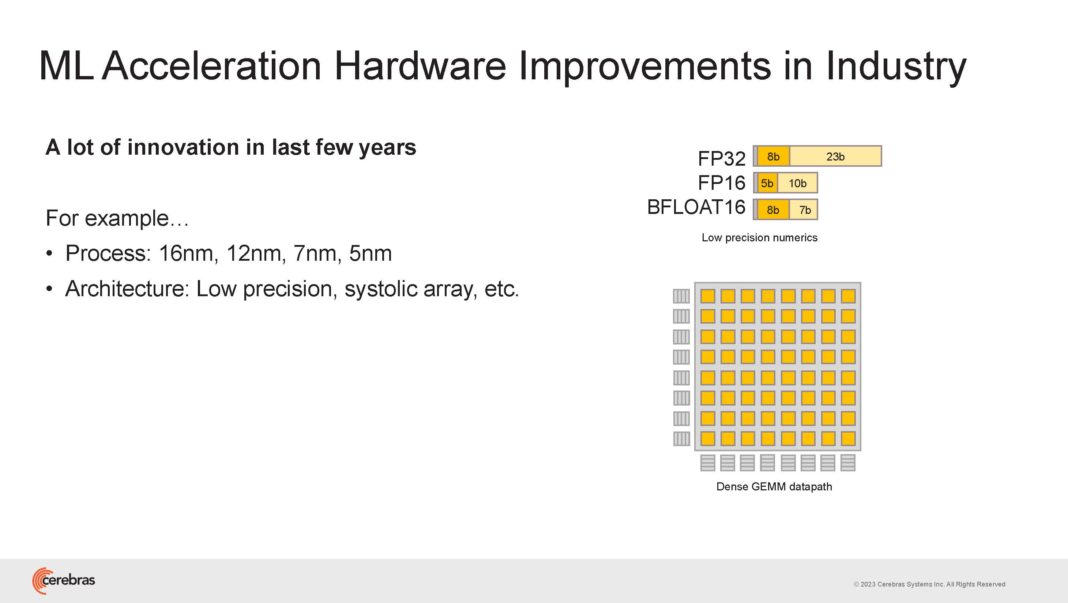 ML Acceleration Hardware Improvements in Industry
A lot of innovation in last few years
For example…
• Process: 16nm, 12nm, 7nm, 5nm
• Architecture: Low precision, systolic array, etc.
FP32 8b 23b
FP16 5b 10b
BFLOAT16 8b 7b
Low precision numerics
Dense GEMM datapath
cerebras
© 2023 Cerebras Systems Inc. All Rights Reserved